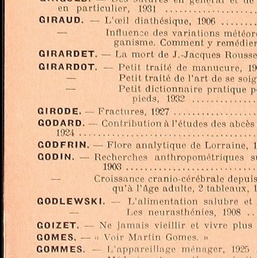 en particulier, 1931
GIRAUD. — L'œil diathésique, 1906
— Influence des variations météor
ganisme. Comment y remédier
GIRARDET. — La mort de J.-Jacques Rousse
GIRARDOT. — Petit traité de manucure, 19
— Petit traité de l'art de se soig
— Petit dictionnaire pratique p
pieds, 1932
GIRODE. — Fractures, 1927
GODARD. — Contribution à l'études des abcès
1924
GODFRIN. — Flore analytique de Lorraine, 1
GODIN. — Recherches anthropométriques su
1903
— Croissance cranio-cérébrale depuis
qu'à l'âge adulte, 2 tableaux, 1
GODLEWSKI. — L'alimentation salubre et
— Les neurasthénies, 1908
GOIZET. — Ne jamais vieillir et vivre plus
GOMES. — « Voir Martin Gomes. »
GOMMES. — L'appareillage ménager, 1925